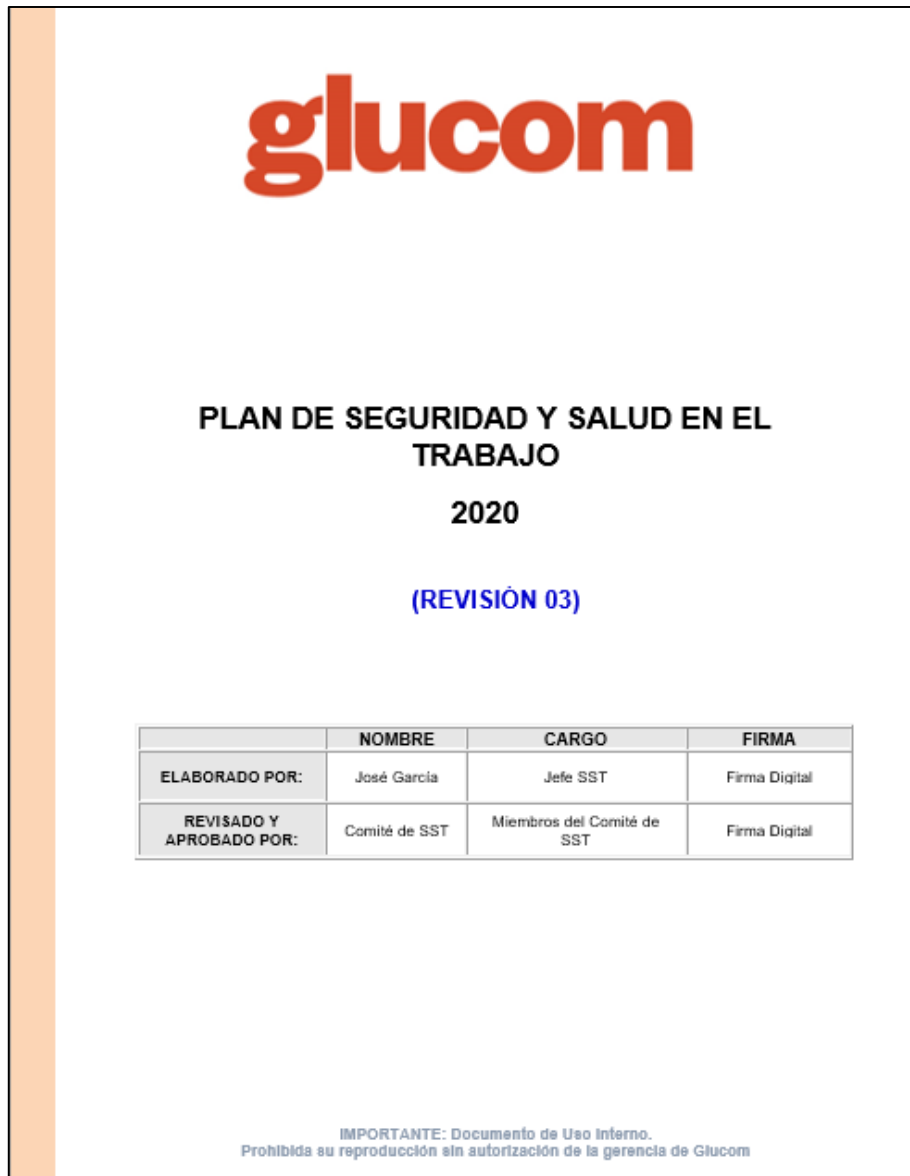 glucom
PLAN DE SEGURIDAD Y SALUD EN EL
TRABAJO
2020
(REVISIÓN 03)
NOMBRE CARGO FIRMA
ELABORADO POR: José García Jefe SST Firma Digital
REVISADO Y
APROBADO POR: Comité de SST Miembros del Comité de
SST Firma Digital
IMPORTANTE: Documento de Uso Interno.
Prohibida su reproducción sin autorización de la gerencia de Glucom